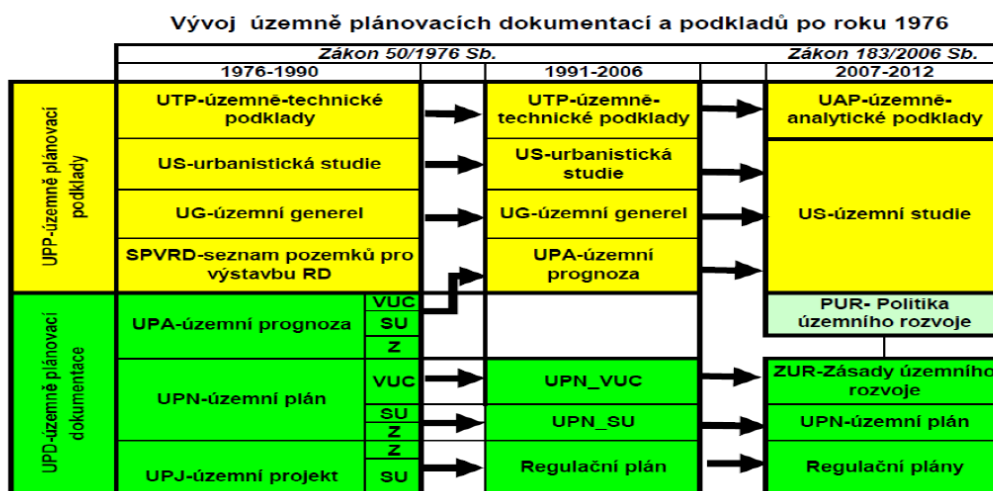 Vývoj územně plánovacích dokumentací a podkladů po roku 1976
Zákon 50/1976 Sb.
Zákon 183/2006 Sb.
1976-1990
1991-2006
2007-2012
UPP-územně plánovací
podklady
UTP-územně-technické
podklady
UTP-územně-
technické podklady
UAP-územně-
analytické podklady
US-urbanistická studie
US-urbanistická
studie
US-územní studie
UG-územní generel
UG-územní generel
SPVRD-seznam pozemků pro
výstavbu RD
UPA-územní
prognoza
UPD-územně plánovací
dokumentace
UPA-územní prognoza
VUC
SU
Z
PUR- Politika
územního rozvoje
UPN-územní plán
VUC
SU
Z
UPN_VUC
ZUR-Zásady územního
rozvoje
UPN_SU
UPN-územní plán
UPJ-územní projekt
Z
SU
Regulační plán
Regulační plány